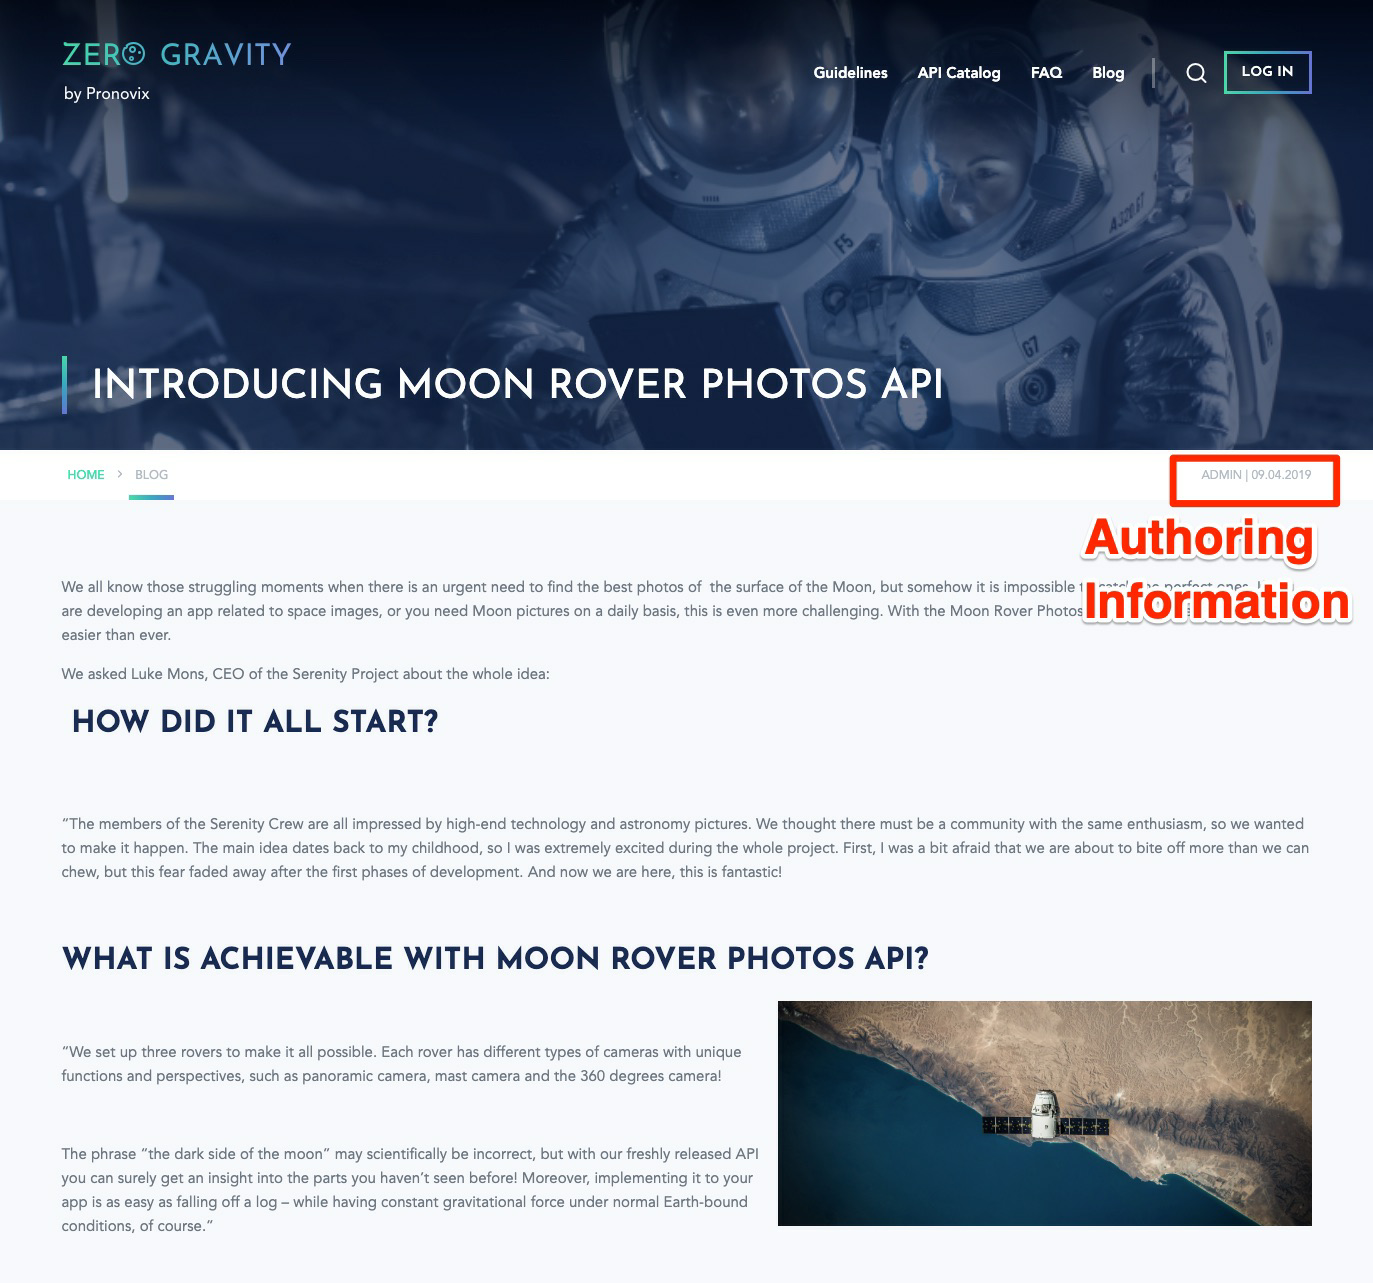 ZERO GRAVITY
by Pronovix
Guidelines API Catalog FAQ Blog LOG IN
F5
A320 G7
G7
INTRODUCING MOON ROVER PHOTOS API
HOME > BLOG
ADMIN | 09.04.2019
Authoring
Information
We all know those struggling moments when there is an urgent need to find the best photos of the surface of the Moon, but somehow it is impossible
are developing an app related to space images, or you need Moon pictures on a daily basis, this is even more challenging. With the Moon Rover Photos
easier than ever.
We asked Luke Mons, CEO of the Serenity Project about the whole idea:
HOW DID IT ALL START?
“The members of the Serenity Crew are all impressed by high-end technology and astronomy pictures. We thought there must be a community with the same enthusiasm, so we wanted
to make it happen. The main idea dates back to my childhood, so I was extremely excited during the whole project. First, I was a bit afraid that we are about to bite off more than we can
chew, but this fear faded away after the first phases of development. And now we are here, this is fantastic!
WHAT IS ACHIEVABLE WITH MOON ROVER PHOTOS API?
“We set up three rovers to make it all possible. Each rover has different types of cameras with unique
functions and perspectives, such as panoramic camera, mast camera and the 360 degrees camera!
The phrase “the dark side of the moon” may scientifically be incorrect, but with our freshly released API
you can surely get an insight into the parts you haven’t seen before! Moreover, implementing it to your
app is as easy as falling off a log – while having constant gravitational force under normal Earth-bound
conditions, of course.”